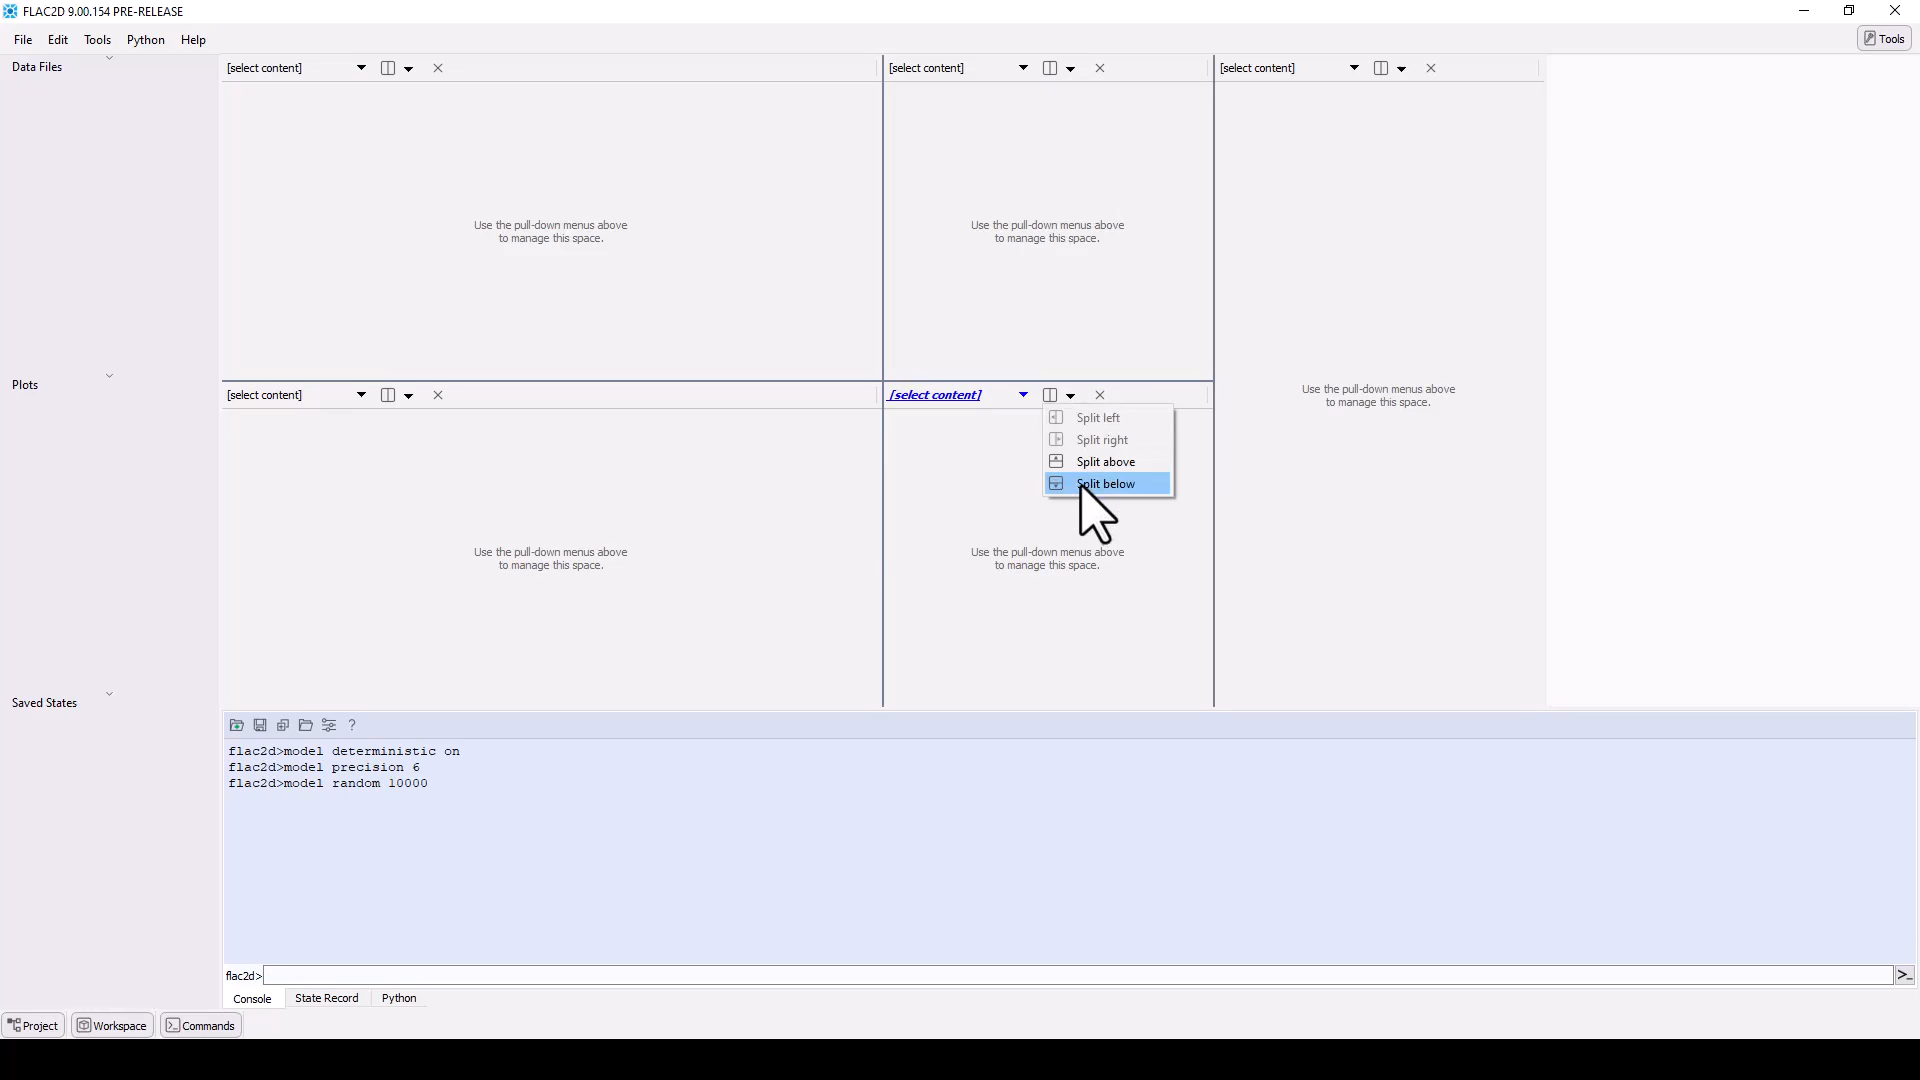 FLAC2D 9.00.154 PRE-RELEASE
File Edit Tools Python Help
Tools
Data Files
[select content]
[select content]
[select content]
Use the pull-down menus above
to manage this space.
Use the pull-down menus above
to manage this space.
Use the pull-down menus above
to manage this space.
Plots
[select content]
[select content]
Split left
Split right
Split above
Split below
Use the pull-down menus above
to manage this space.
Use the pull-down menus above
to manage this space.
Saved States
?
flac2d>model deterministic on
flac2d>model precision 6
flac2d>model random 10000
flac2d>
Console State Record Python
Project Workspace Commands